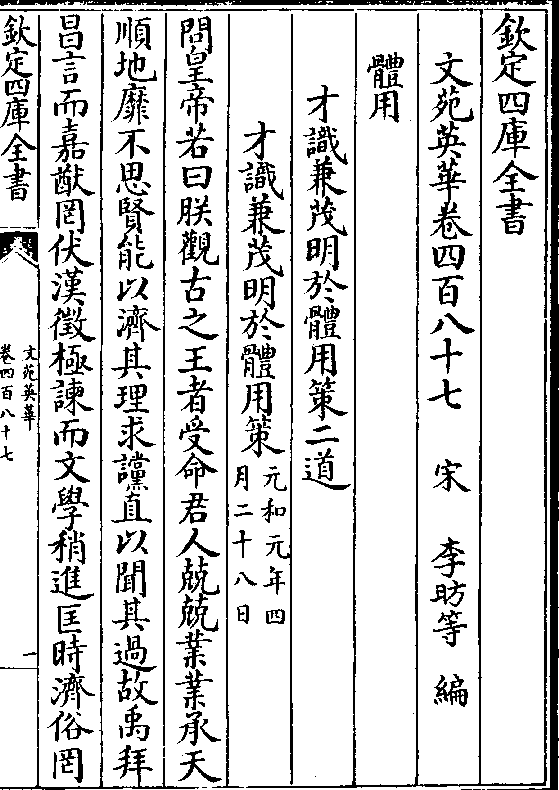 欽定四庫全書
文苑英華卷四百八十七　宋　李昉等　編
體用
才識兼茂明於體用策二道
才識兼茂明於體用策元和元年四
月二十八日
問皇帝若曰朕觀古之王者受命君人兢兢業業承天
順地靡不思賢能以濟其理求讜直以聞其過故禹拜
昌言而嘉猷罔伏漢徵極諫而文學稍進匡時濟俗罔
欽定四庫全書
文苑英華
卷四百八十七
一